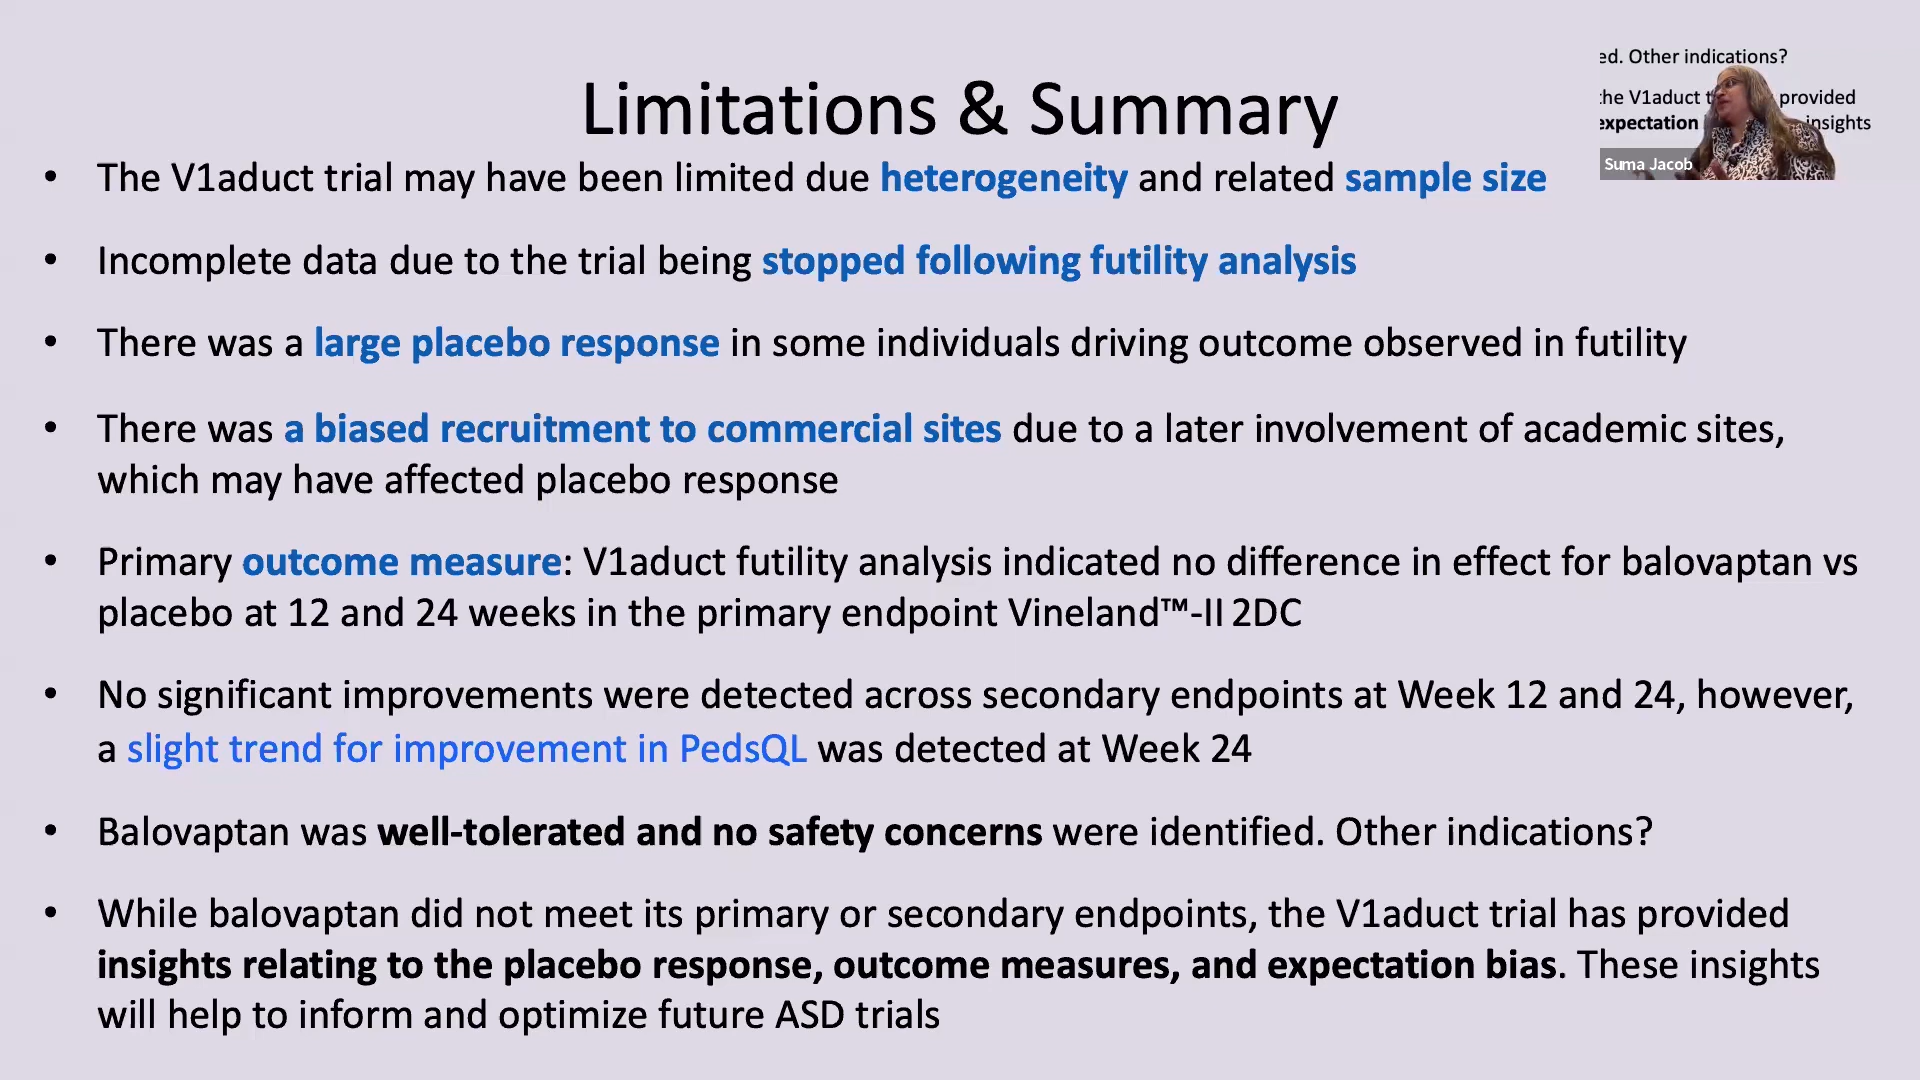 Limitations & Summary
• The V1aduct trial may have been limited due heterogeneity and related sample size
• Incomplete data due to the trial being stopped following futility analysis
• There was a large placebo response in some individuals driving outcome observed in futility
• There was a biased recruitment to commercial sites due to a later involvement of academic sites,
which may have affected placebo response
• Primary outcome measure: V1aduct futility analysis indicated no difference in effect for balovaptan vs
placebo at 12 and 24 weeks in the primary endpoint Vineland™-II 2DC
• No significant improvements were detected across secondary endpoints at Week 12 and 24, however,
a slight trend for improvement in PedsQL was detected at Week 24
• Balovaptan was well-tolerated and no safety concerns were identified. Other indications?
• While balovaptan did not meet its primary or secondary endpoints, the V1aduct trial has provided
insights relating to the placebo response, outcome measures, and expectation bias. These insights
will help to inform and optimize future ASD trials
ed. Other indications?
the V1aduct provided
expectation insights
Suma Jacob